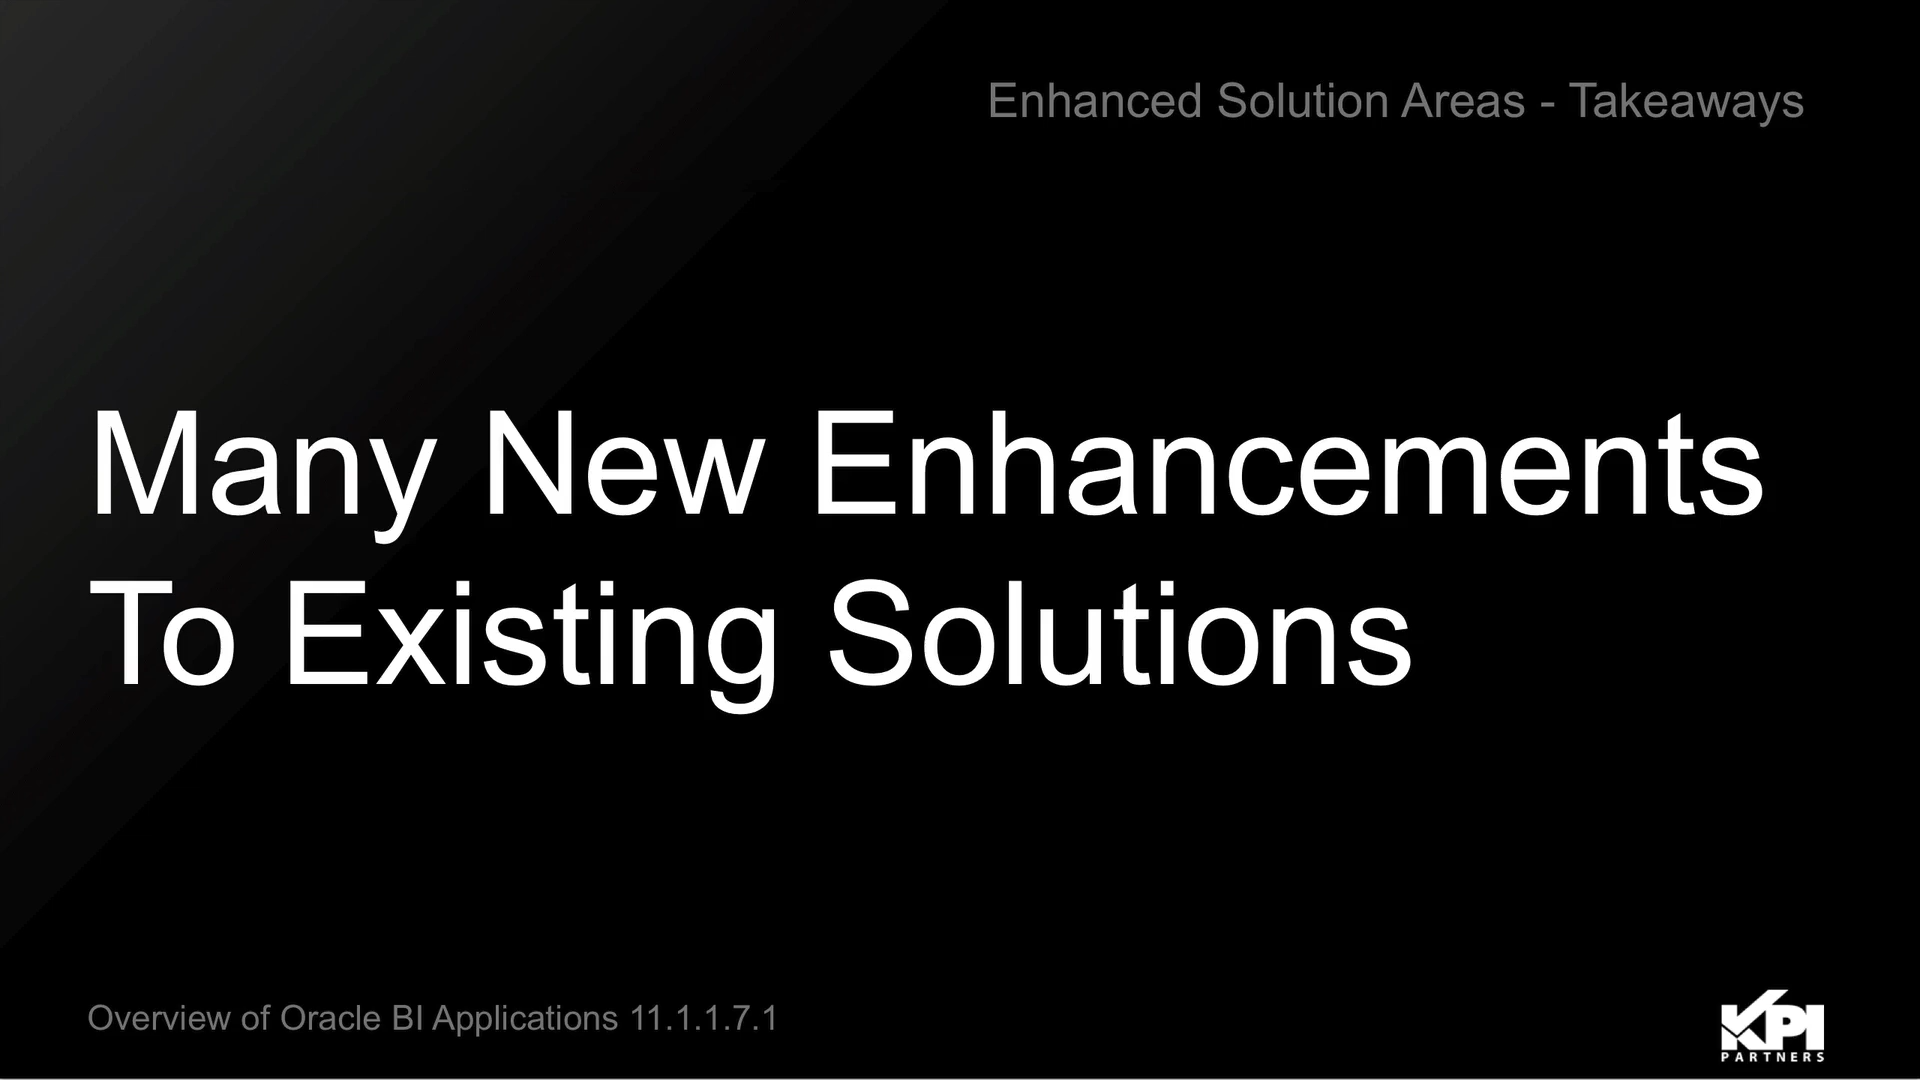 Enhanced Solution Areas - Takeaways
Many New Enhancements
To Existing Solutions
Overview of Oracle BI Applications 11.1.1.7.1
KPI
PARTNERS